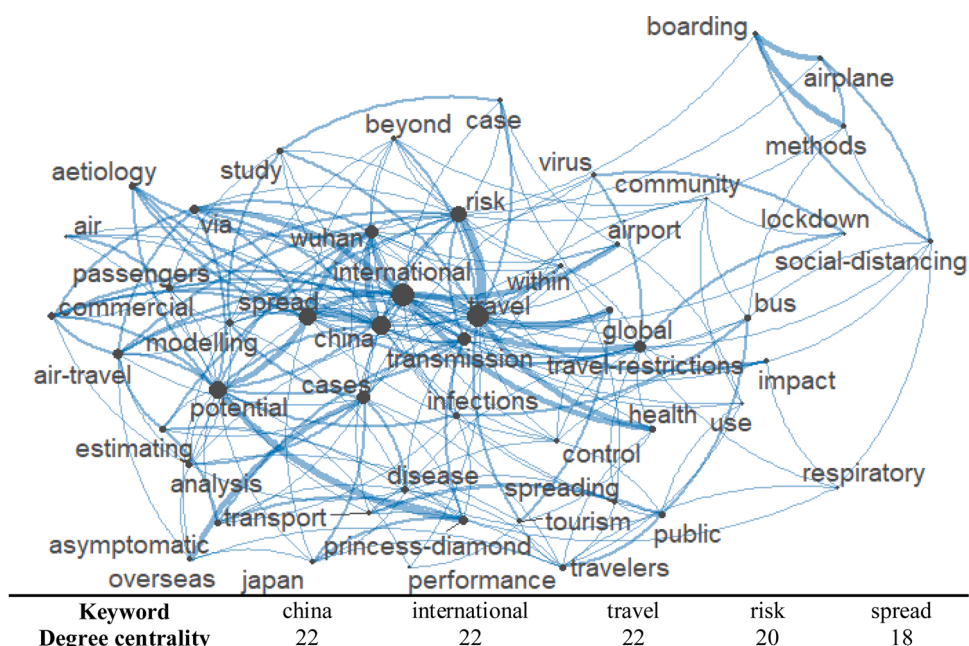 boarding
airplane
beyond
case
methods
aetiology
study
virus
community
risk
air
via
wuhan
airport
lockdown
passengers
international
within
social-distancing
commercial
spread
travel
bus
modelling
china
global
transmission
travel-restrictions
air-travel
cases
impact
potential
infections
health
use
estimating
control
analysis
disease
respiratory
spreading
transport
tourism
public
asymptomatic
princess-diamond
overseas
japan
performance
travelers
Keyword china international travel risk spread
Degree centrality 22 22 22 20 18